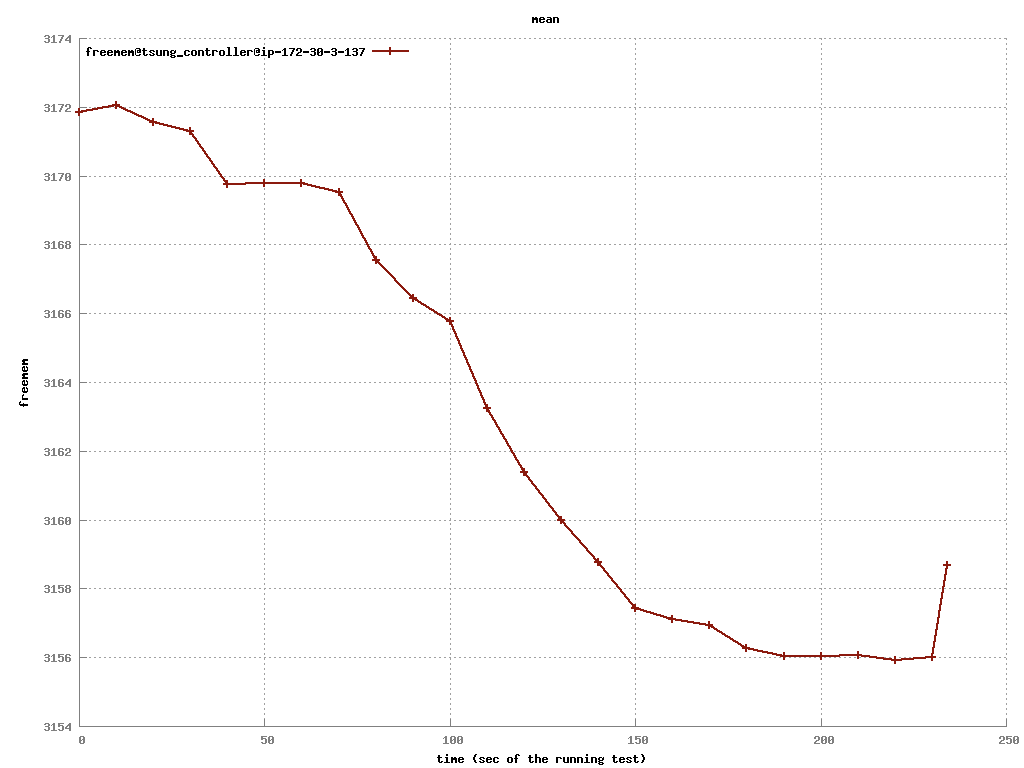 mean
freemem@tsung_controller@ip-172-30-3-137
3174
3172
3170
3168
3166
3164
3162
3160
3158
3156
3154
freemem
0 50 100 150 200 250
time (sec of the running test)